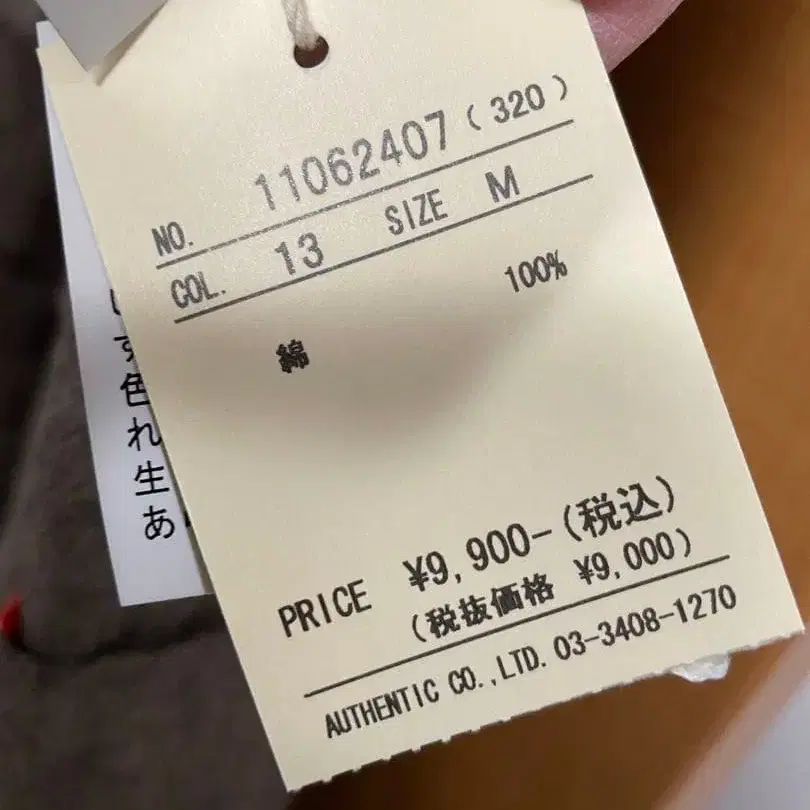 NO. 11062407 (320)
COL. 13 SIZE M
綿 100%
PRICE ¥9,900-(税込)
(税抜価格 ¥9,000)
AUTHENTIC CO.,LTD. 03-3408-1270
す
色
れ
生
あ